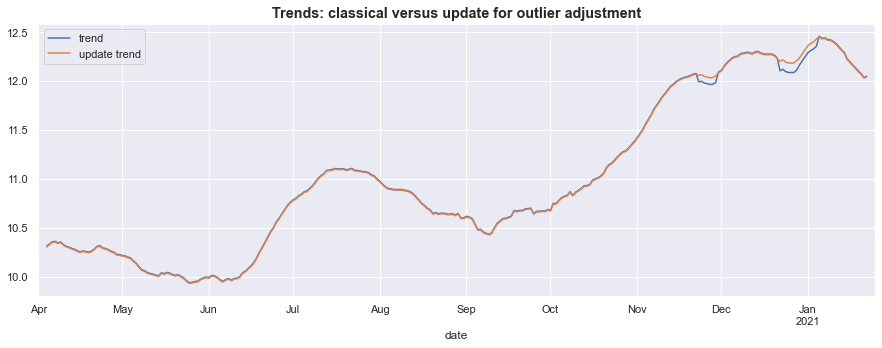 Trends: classical versus update for outlier adjustment
trend
update trend
12.5
12.0
11.5
11.0
10.5
10.0
Apr May Jun Jul Aug Sep Oct Nov Dec Jan
2021
date